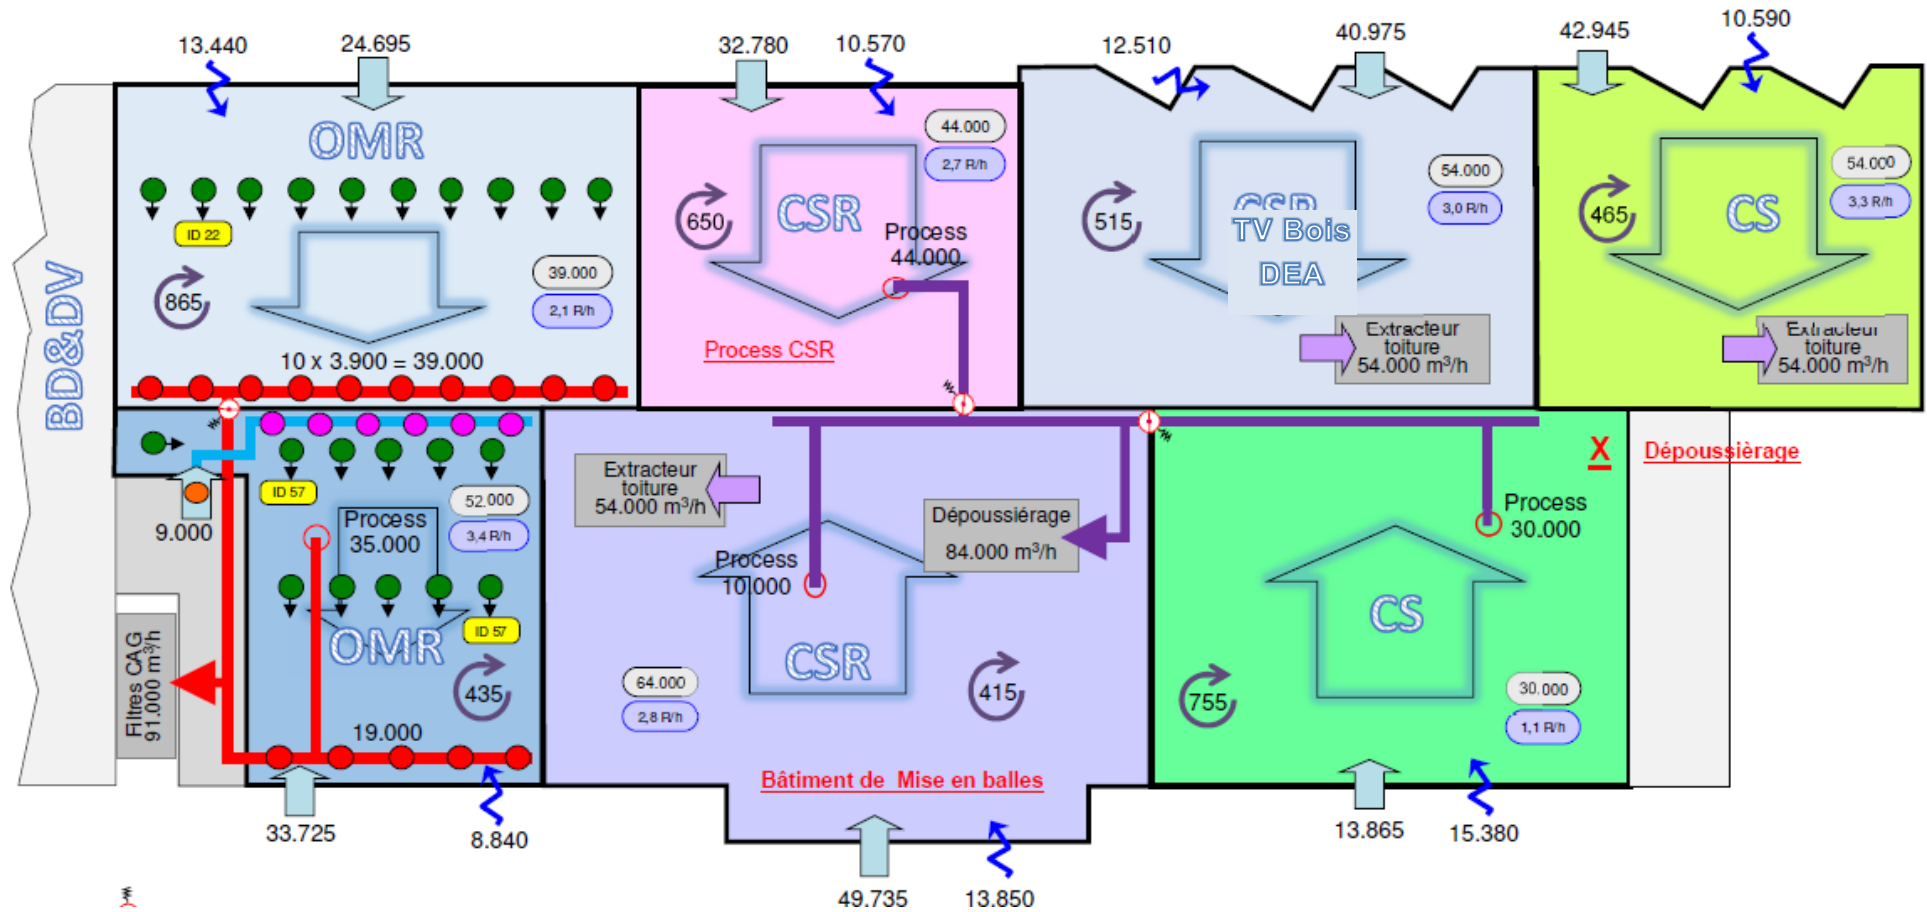 13.440
24.695
32.780
10.570
12.510
40.975
42.945
10.590
OMR
ID 22
865
39.000
2,1 R/h
10 x 3.900 = 39.000
BD&DV
44.000
2,7 R/h
650
CSR
Process
44.000
Process CSR
54.000
3,0 R/h
515
TV Bois
DEA
Extracteur
toiture
54.000 m³/h
54.000
3,3 R/h
465
CS
Extracteur
toiture
54.000 m³/h
9.000
ID 57
52.000
3,4 R/h
Process
35.000
ID 57
OMR
435
19.000
Filtres CAG
91.000 m³/h
33.725
8.840
Extracteur
toiture
54.000 m³/h
Dépoussiérage
84.000 m³/h
Process
10.000
CSR
64.000
2,8 R/h
415
Bâtiment de Mise en balles
49.735
13.850
X
Dépoussièrage
Process
30.000
CS
755
30.000
1,1 R/h
13.865
15.380